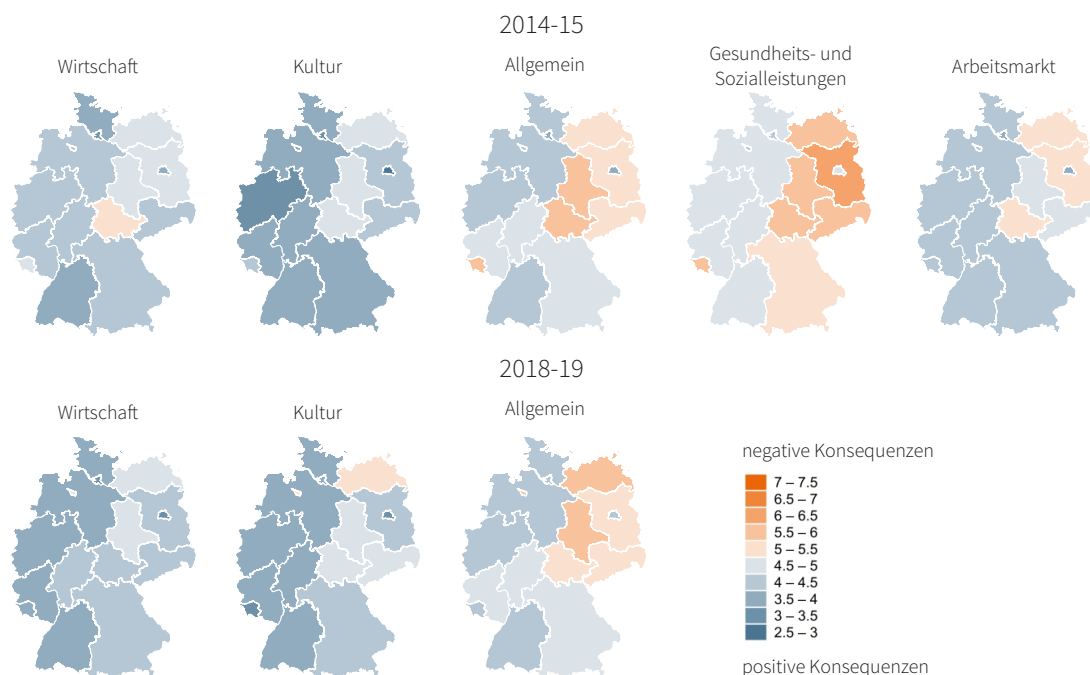 2014-15
Wirtschaft
Kultur
Allgemein
Gesundheits- und
Sozialleistungen
Arbeitsmarkt
2018-19
Wirtschaft
Kultur
Allgemein
negative Konsequenzen
7 – 7.5
6.5 – 7
6 – 6.5
5.5 – 6
5 – 5.5
4.5 – 5
4 – 4.5
3.5 – 4
3 – 3.5
2.5 – 3
positive Konsequenzen